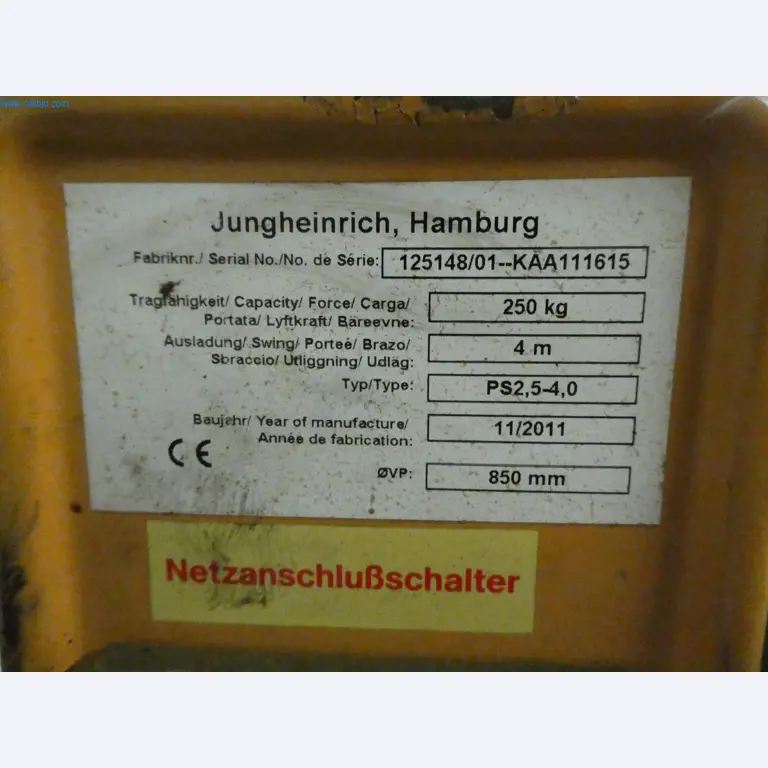 Jungheinrich, Hamburg
Fabriknr./ Serial No./No. de Série: 125148/01--KAA111615
Tragfähigkeit/ Capacity/ Force/ Carga/
Portata/ Lyftkraft/ Bäreevne: 250 kg
Ausladung/ Swing/ Porteé/ Brazo/
Sbraccio/ Utliggning/ Udläg: 4 m
Typ/Type: PS2,5-4,0
Baujahr/ Year of manufacture/
Année de fabrication: 11/2011
CE
ØVP: 850 mm
Netzanschlußschalter